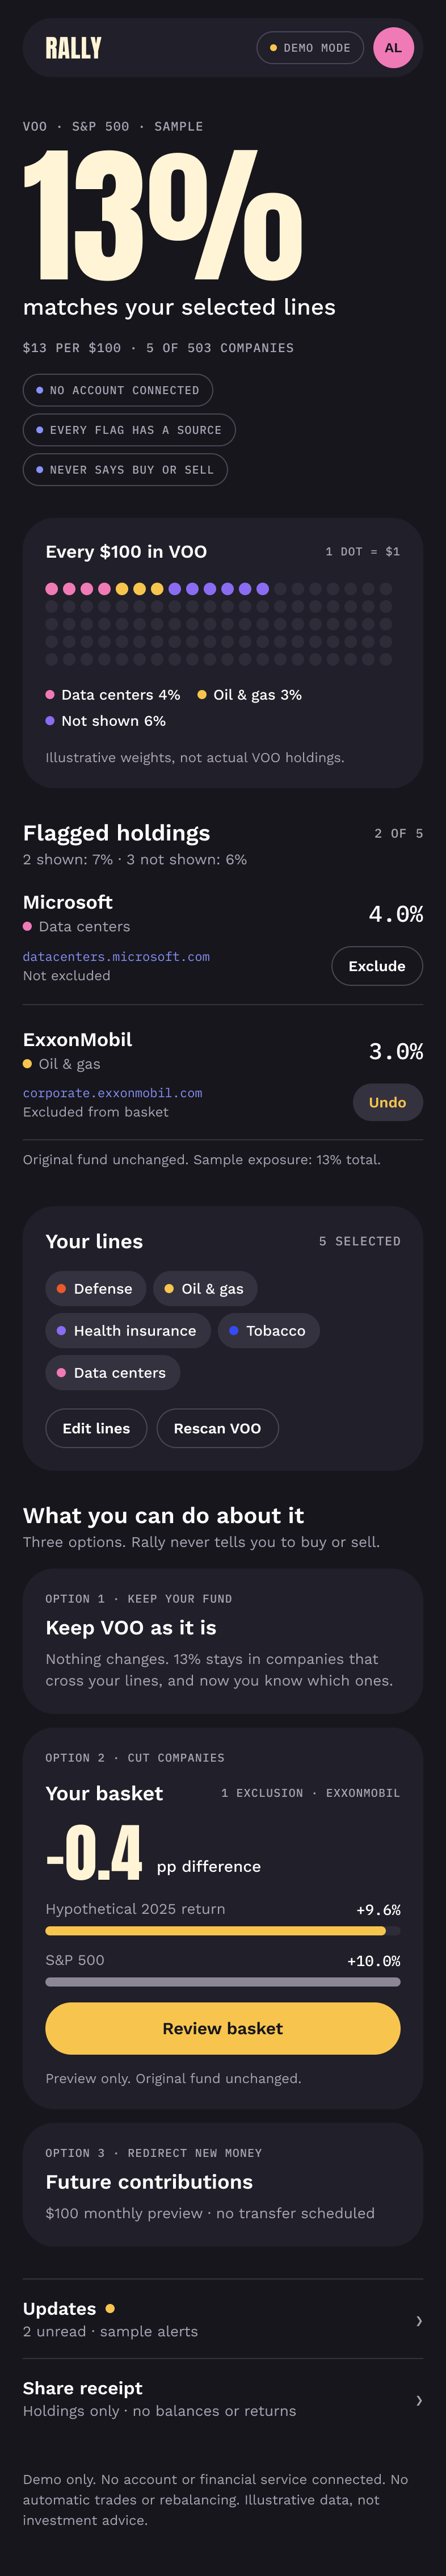 RALLY
DEMO MODE
AL
VOO · S&P 500 · SAMPLE
13%
matches your selected lines
$13 PER $100 · 5 OF 503 COMPANIES
NO ACCOUNT CONNECTED
EVERY FLAG HAS A SOURCE
NEVER SAYS BUY OR SELL
Every $100 in VOO
1 DOT = $1
Data centers 4%
Oil & gas 3%
Not shown 6%
Illustrative weights, not actual VOO holdings.
Flagged holdings
2 OF 5
2 shown: 7% · 3 not shown: 6%
Microsoft
4.0%
Data centers
datacenters.microsoft.com
Not excluded
Exclude
ExxonMobil
3.0%
Oil & gas
corporate.exxonmobil.com
Excluded from basket
Undo
Original fund unchanged. Sample exposure: 13% total.
Your lines
5 SELECTED
Defense
Oil & gas
Health insurance
Tobacco
Data centers
Edit lines
Rescan VOO
What you can do about it
Three options. Rally never tells you to buy or sell.
OPTION 1 · KEEP YOUR FUND
Keep VOO as it is
Nothing changes. 13% stays in companies that
cross your lines, and now you know which ones.
OPTION 2 · CUT COMPANIES
Your basket
1 EXCLUSION · EXXONMOBIL
-0.4 pp difference
Hypothetical 2025 return
+9.6%
S&P 500
+10.0%
Review basket
Preview only. Original fund unchanged.
OPTION 3 · REDIRECT NEW MONEY
Future contributions
$100 monthly preview · no transfer scheduled
Updates
2 unread · sample alerts
Share receipt
Holdings only · no balances or returns
Demo only. No account or financial service connected. No
automatic trades or rebalancing. Illustrative data, not
investment advice.